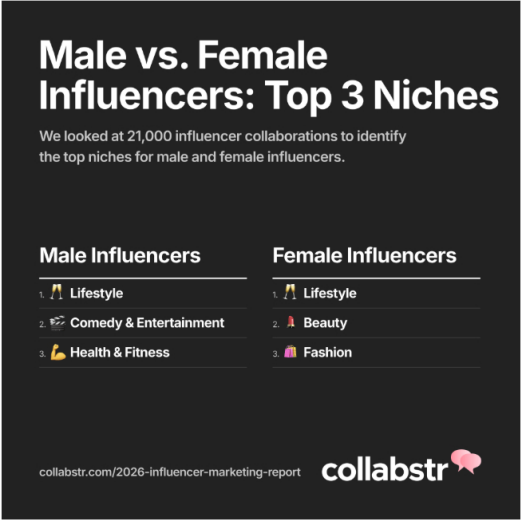 Male vs. Female
Influencers: Top 3 Niches
We looked at 21,000 influencer collaborations to identify
the top niches for male and female influencers.
Male Influencers
1. Lifestyle
2. Comedy & Entertainment
3. Health & Fitness
Female Influencers
1. Lifestyle
2. Beauty
3. Fashion
collabstr.com/2026-influencer-marketing-report
collabstr